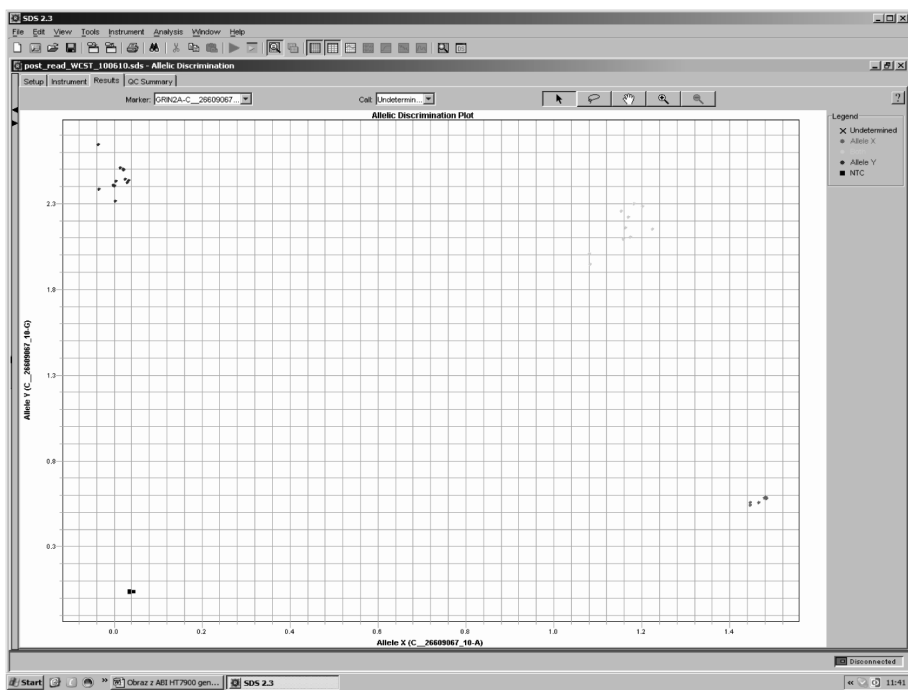 SDS 2.3
File Edit View Tools Instrument Analysis Window Help
post_read_WCST_100610.sds - Allelic Discrimination
Setup Instrument Results QC Summary
Marker: GRIN2A-C__26609067... Call: Undetermin...
Allelic Discrimination Plot
Legend
Undetermined
Allele X
Allele Y
NTC
2.3
1.8
1.3
0.8
0.3
Allele Y (C__26609067_10-G)
0.0 0.2 0.4 0.6 0.8 1.0 1.2 1.4
Allele X (C__26609067_10-A)
Disconnected
Start » Obraz z ABI HT7900 gen... SDS 2.3 « 11:41